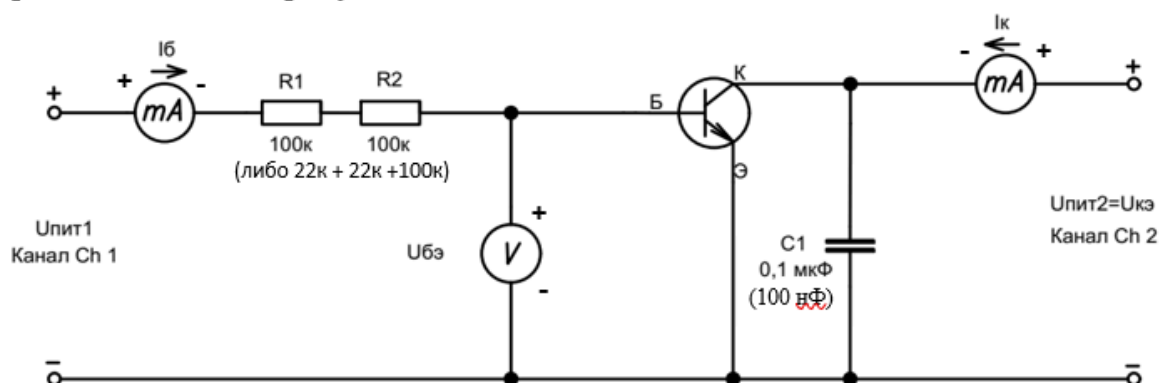 Iб
Iк
+
-
mA
R1
R2
-
+
mA
+
+
К
Б
Э
100к
100к
(либо 22к + 22к +100к)
Uпит1
Канал Ch 1
Uбэ
+
V
-
C1
0,1 мкФ
(100 нФ)
Uпит2=Uкэ
Канал Ch 2
-
-